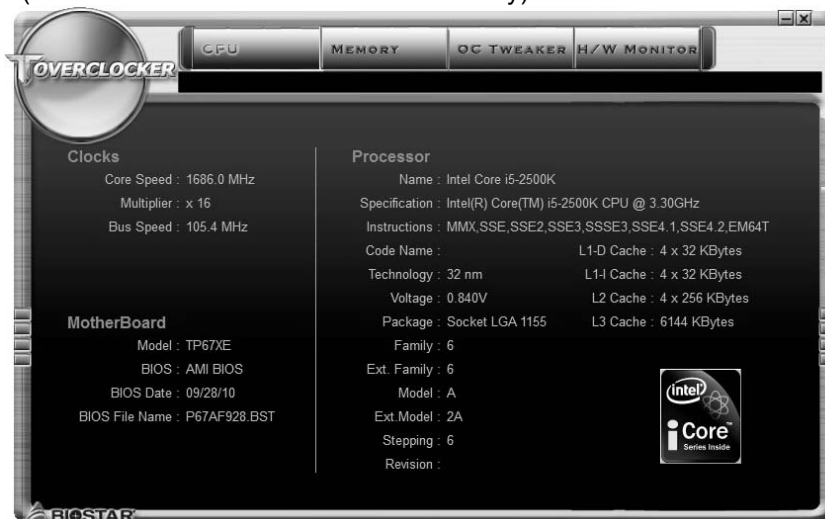 y)
CPU MEMORY OC TWEAKER H/W MONITOR
TOVERCLOCKER
Clocks
Core Speed : 1686.0 MHz
Multiplier : x 16
Bus Speed : 105.4 MHz
MotherBoard
Model : TP67XE
BIOS : AMI BIOS
BIOS Date : 09/28/10
BIOS File Name : P67AF928.BST
Processor
Name : Intel Core i5-2500K
Specification : Intel(R) Core(TM) i5-2500K CPU @ 3.30GHz
Instructions : MMX,SSE,SSE2,SSE3,SSSE3,SSE4.1,SSE4.2,EM64T
Code Name : L1-D Cache : 4 x 32 KBytes
Technology : 32 nm L1-I Cache : 4 x 32 KBytes
Voltage : 0.840V L2 Cache : 4 x 256 KBytes
Package : Socket LGA 1155 L3 Cache : 6144 KBytes
Family : 6
Ext. Family : 6
Model : A
Ext.Model : 2A
Stepping : 6
Revision :
intel
Core™
Series Inside
BIOSTAR